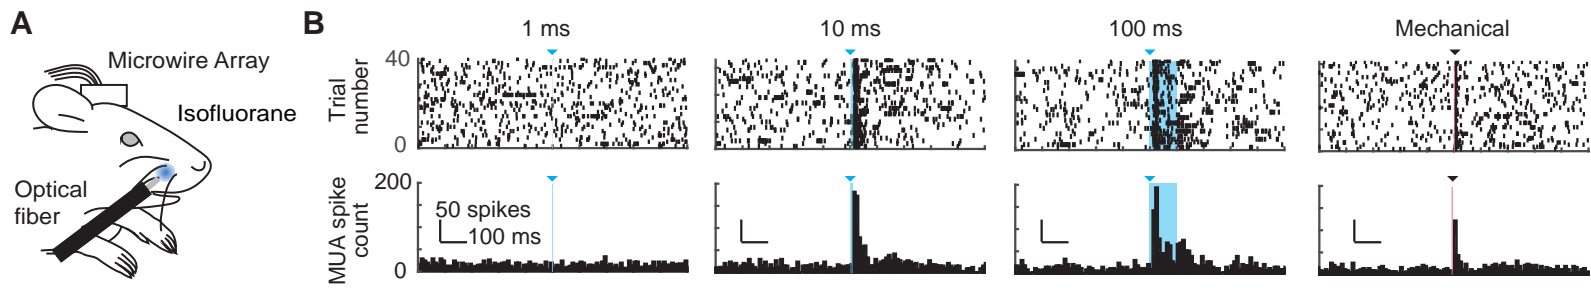 A
Microwire Array
Isofluorane
Optical
fiber
B
1 ms
10 ms
100 ms
Mechanical
Trial
number
40
0
MUA spike
count
200
0
50 spikes
100 ms